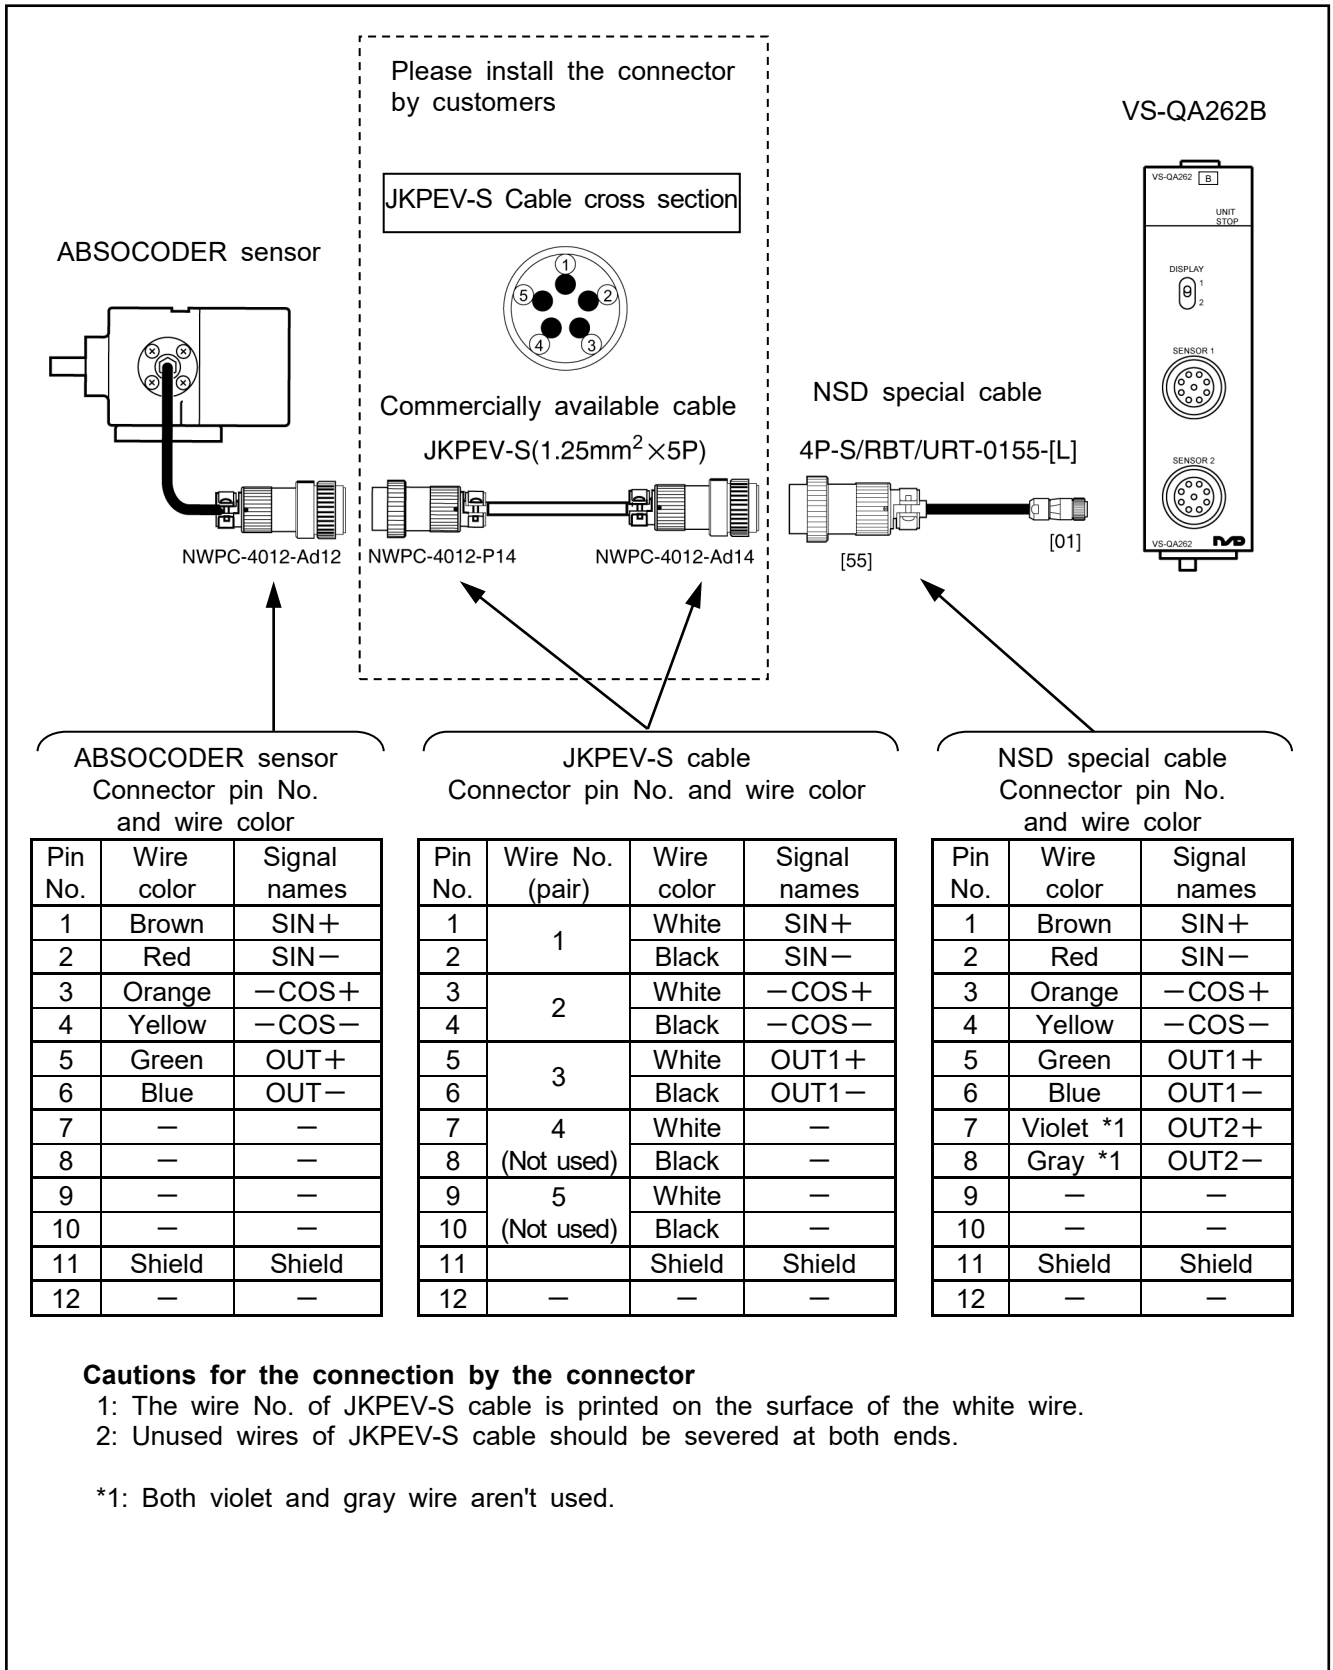 Please install the connector
by customers
VS-QA262B
JKPEV-S Cable cross section
VS-QA262 B
UNIT
STOP
ABSOCODER sensor
1
5 2
4 3
DISPLAY
1
2
SENSOR 1
Commercially available cable
JKPEV-S(1.25mm²×5P)
NSD special cable
4P-S/RBT/URT-0155-[L]
SENSOR 2
NWPC-4012-Ad12 NWPC-4012-P14 NWPC-4012-Ad14
[55] [01]
VS-QA262 NSD
ABSOCODER sensor
Connector pin No.
and wire color
Pin No. Wire color Signal names
1 Brown SIN+
2 Red SIN−
3 Orange −COS+
4 Yellow −COS−
5 Green OUT+
6 Blue OUT−
7 − −
8 − −
9 − −
10 − −
11 Shield Shield
12 − −
JKPEV-S cable
Connector pin No. and wire color
Pin No. Wire No. (pair) Wire color Signal names
1 1 White SIN+
2 Black SIN−
3 2 White −COS+
4 Black −COS−
5 3 White OUT1+
6 Black OUT1−
7 4 White −
8 (Not used) Black −
9 5 White −
10 (Not used) Black −
11 Shield Shield
12 − − −
NSD special cable
Connector pin No.
and wire color
Pin No. Wire color Signal names
1 Brown SIN+
2 Red SIN−
3 Orange −COS+
4 Yellow −COS−
5 Green OUT1+
6 Blue OUT1−
7 Violet *1 OUT2+
8 Gray *1 OUT2−
9 − −
10 − −
11 Shield Shield
12 − −
Cautions for the connection by the connector
1: The wire No. of JKPEV-S cable is printed on the surface of the white wire.
2: Unused wires of JKPEV-S cable should be severed at both ends.
*1: Both violet and gray wire aren't used.